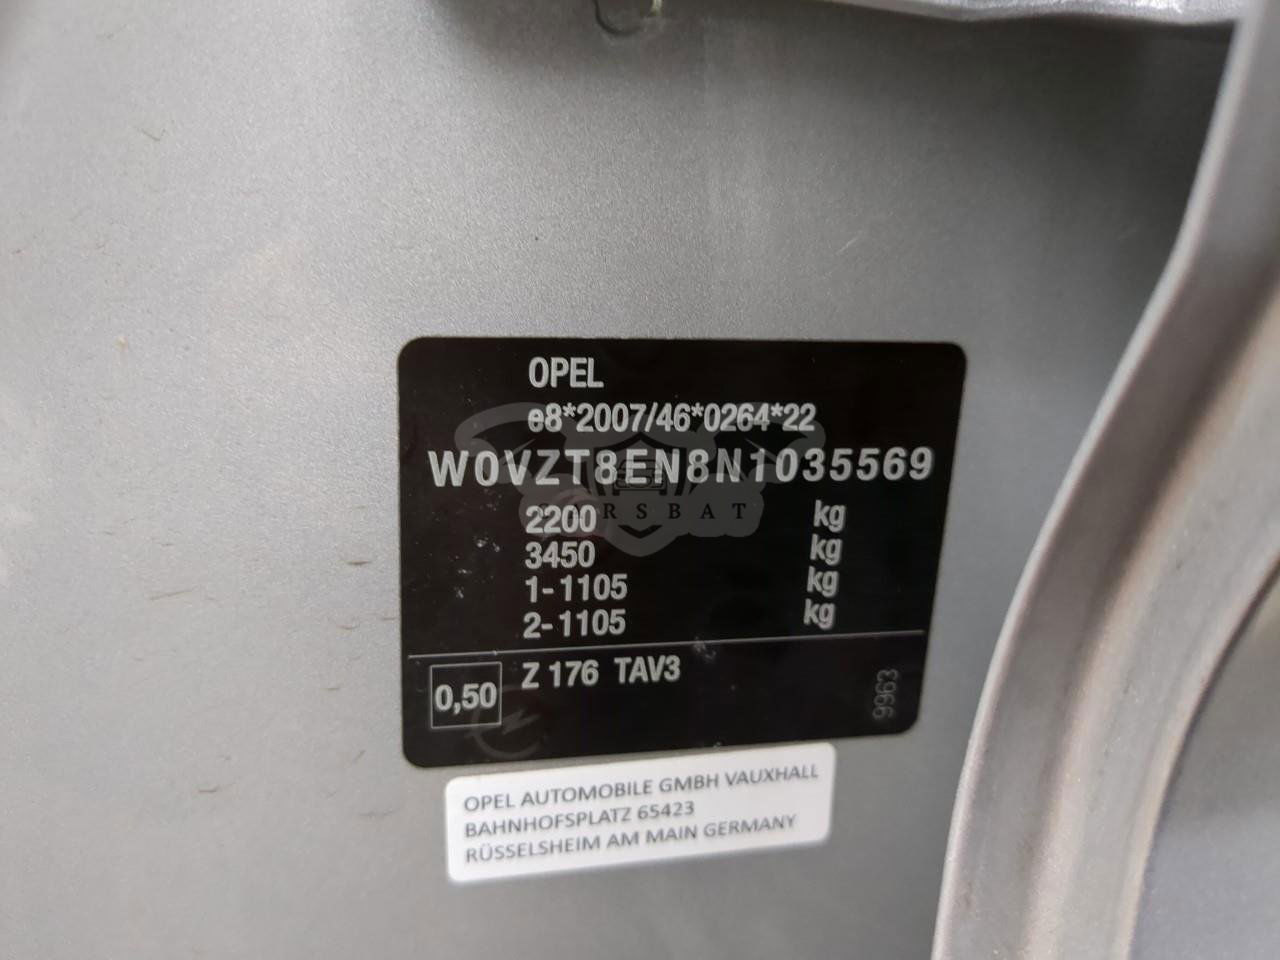 OPEL
e8*2007/46*0264*22
W0VZT8EN8N1035569
2200 kg
3450 kg
1-1105 kg
2-1105 kg
0,50
Z 176 TAV3
9963
OPEL AUTOMOBILE GMBH VAUXHALL
BAHNHOFSPLATZ 65423
RÜSSELSHEIM AM MAIN GERMANY